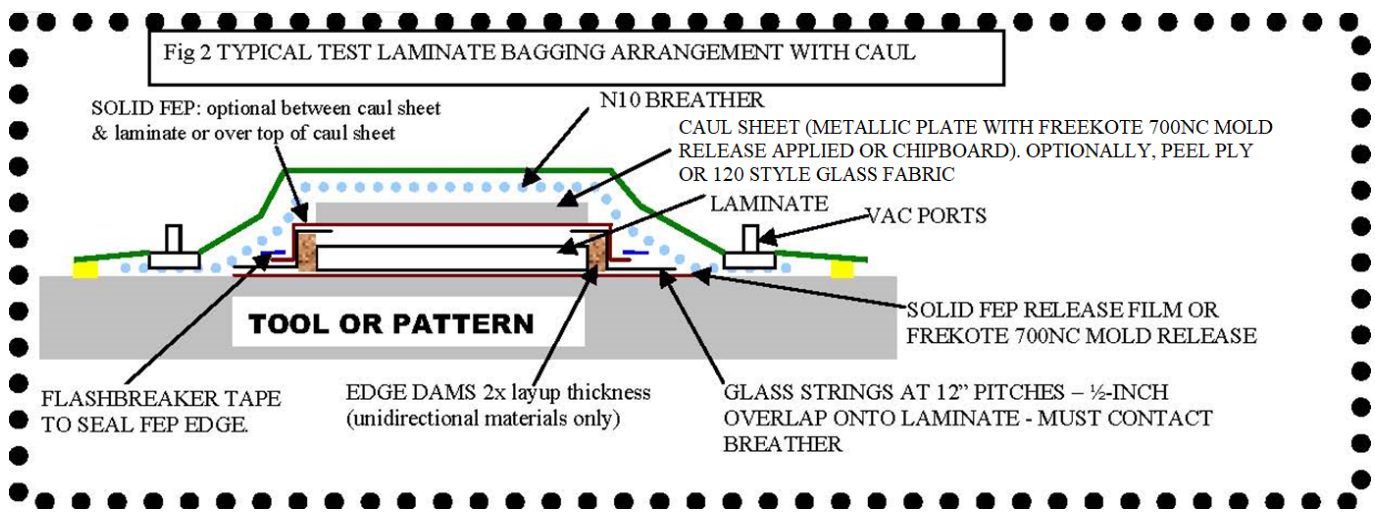 Fig 2 TYPICAL TEST LAMINATE BAGGING ARRANGEMENT WITH CAUL
SOLID FEP: optional between caul sheet
& laminate or over top of caul sheet
N10 BREATHER
CAUL SHEET (METALLIC PLATE WITH FREEKOTE 700NC MOLD
RELEASE APPLIED OR CHIPBOARD). OPTIONALLY, PEEL PLY
OR 120 STYLE GLASS FABRIC
LAMINATE
VAC PORTS
TOOL OR PATTERN
SOLID FEP RELEASE FILM OR
FREKOTE 700NC MOLD RELEASE
FLASHBREAKER TAPE
TO SEAL FEP EDGE.
EDGE DAMS 2x layup thickness
(unidirectional materials only)
GLASS STRINGS AT 12” PITCHES – ½-INCH
OVERLAP ONTO LAMINATE - MUST CONTACT
BREATHER